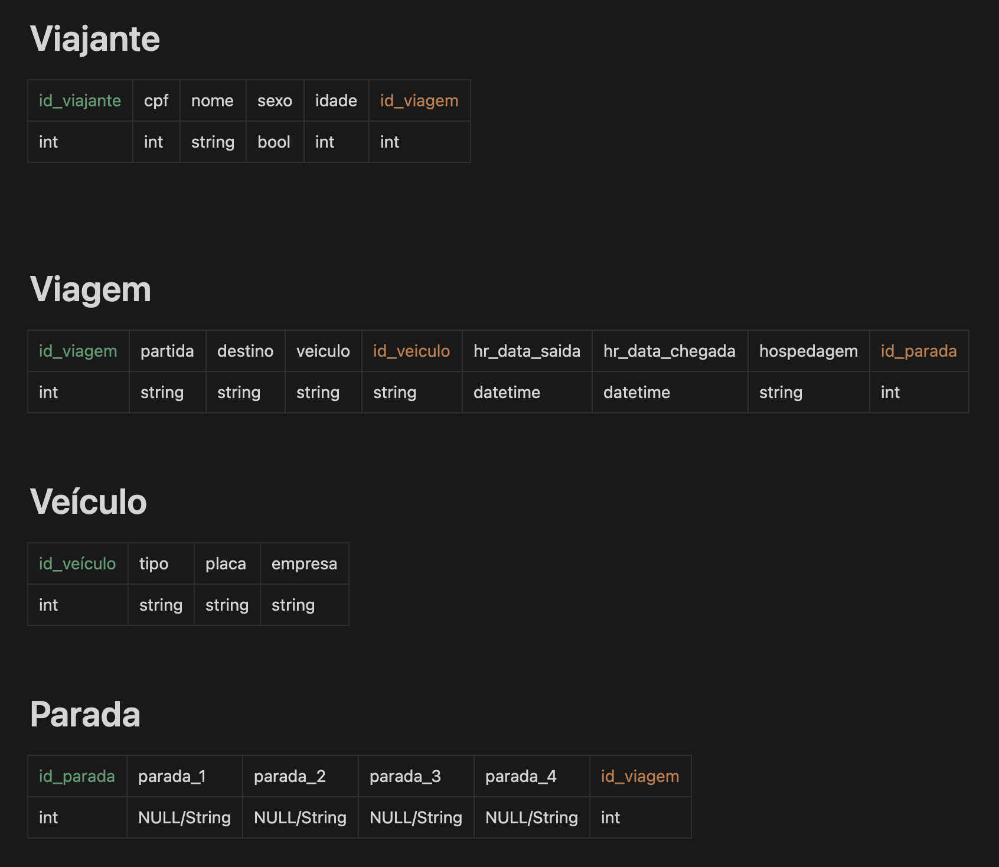 Viajante
id_viajante cpf nome sexo idade id_viagem
int int string bool int int
Viagem
id_viagem partida destino veiculo id_veiculo hr_data_saida hr_data_chegada hospedagem id_parada
int string string string string datetime datetime string int
Veículo
id_veículo tipo placa empresa
int string string string
Parada
id_parada parada_1 parada_2 parada_3 parada_4 id_viagem
int NULL/String NULL/String NULL/String NULL/String int